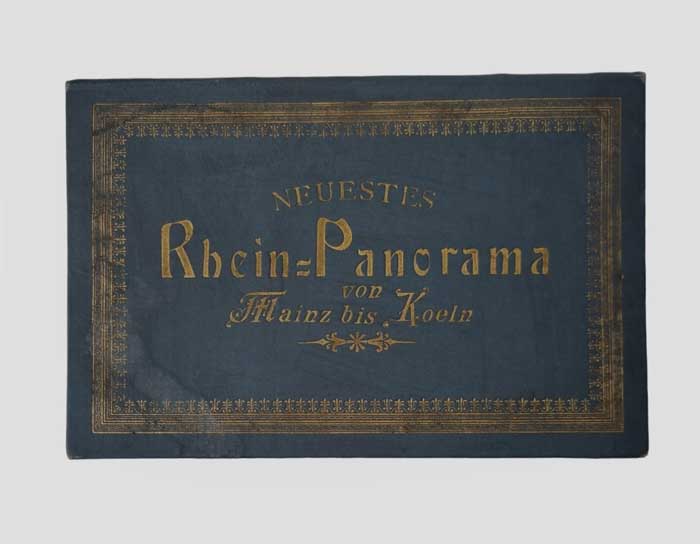 NEUESTES
Rhein=Panorama
von
Mainz bis Koeln